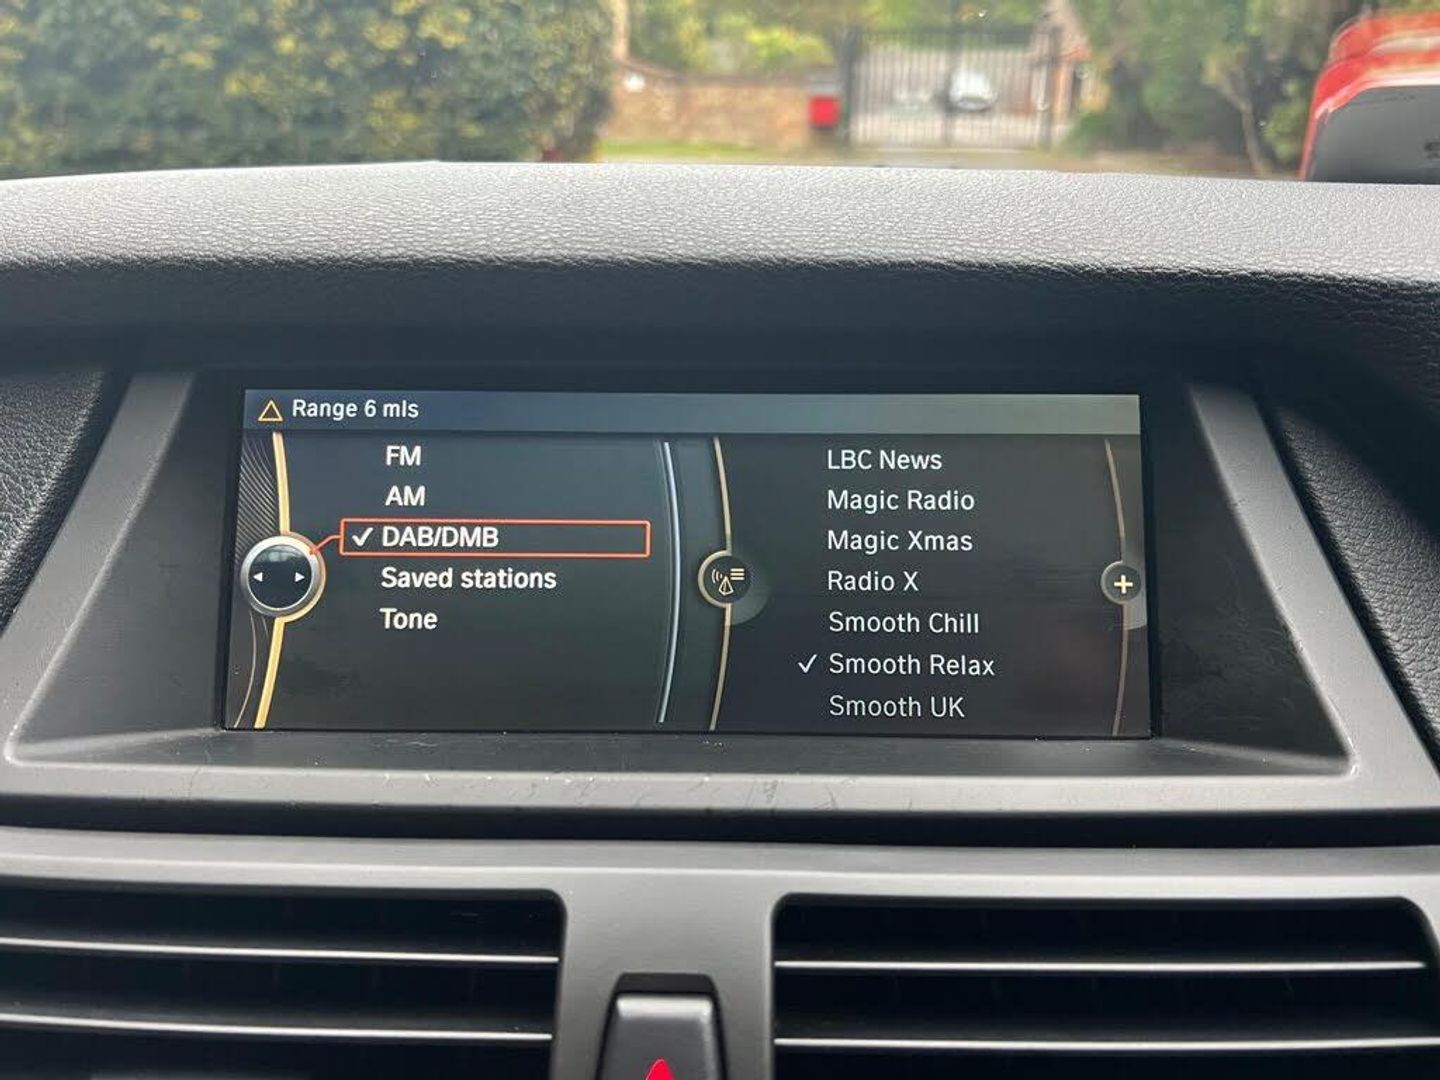 Range 6 mls
FM
AM
✓ DAB/DMB
Saved stations
Tone
LBC News
Magic Radio
Magic Xmas
Radio X
Smooth Chill
✓ Smooth Relax
Smooth UK